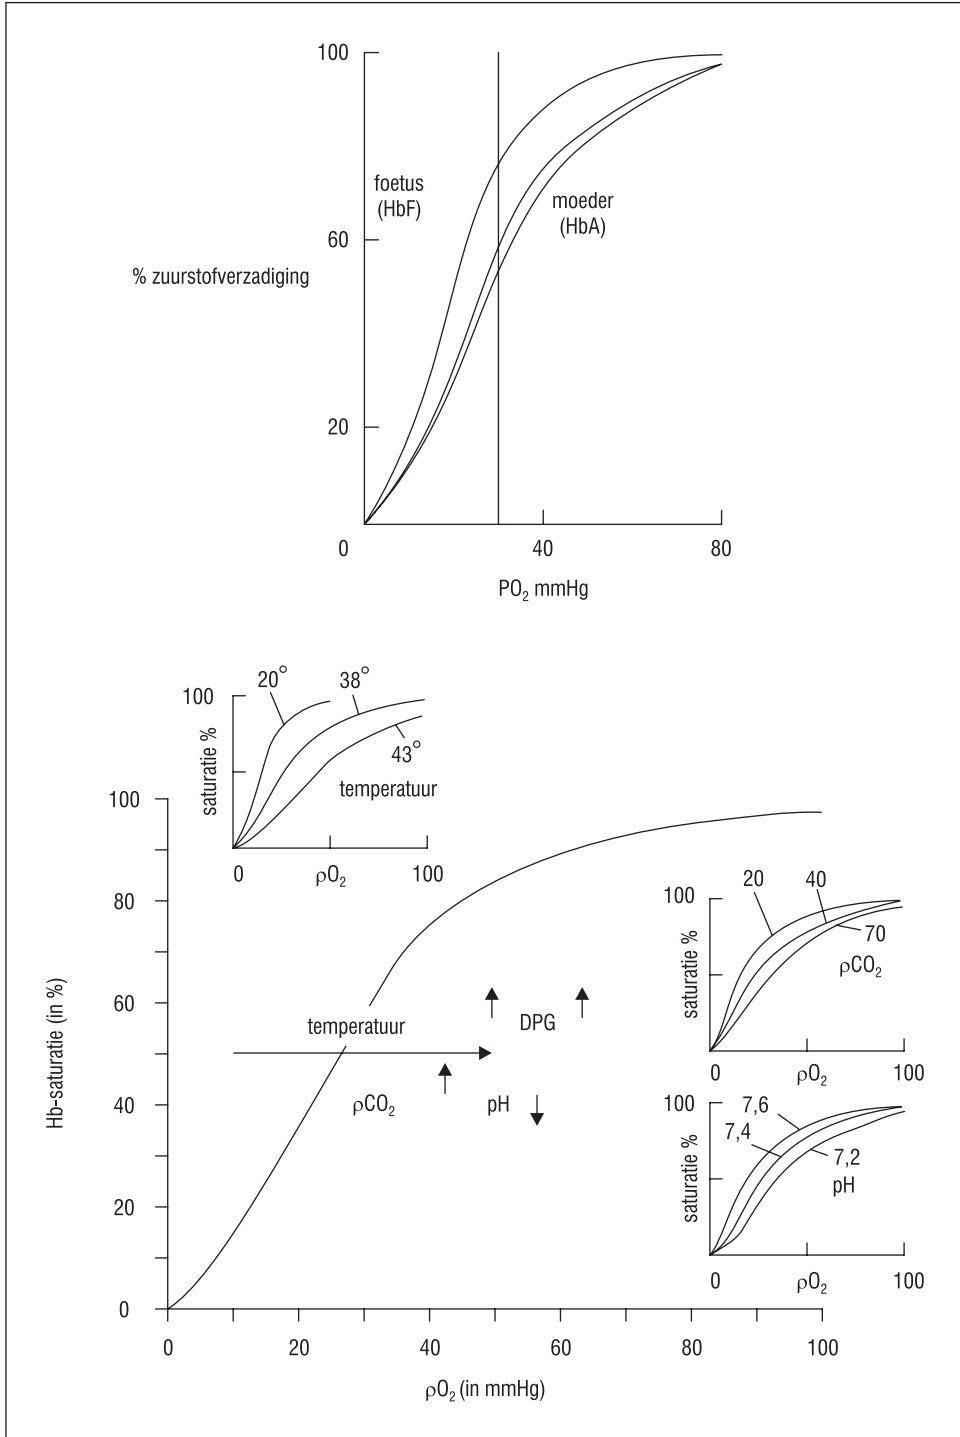 100
foetus
(HbF)
moeder
(HbA)
60
% zuurstofverzadiging
20
0 40 80
PO₂ mmHg
20° 38°
100
43°
saturatie %
temperatuur
0 ρO₂ 100
100
80
60
40
20
0
Hb-saturatie (in %)
temperatuur
DPG
ρCO₂ pH
20 40
100
70
ρCO₂
saturatie %
0 ρO₂ 100
100
7,6
7,4
7,2
pH
saturatie %
0 ρO₂ 100
0 20 40 60 80 100
ρO₂ (in mmHg)